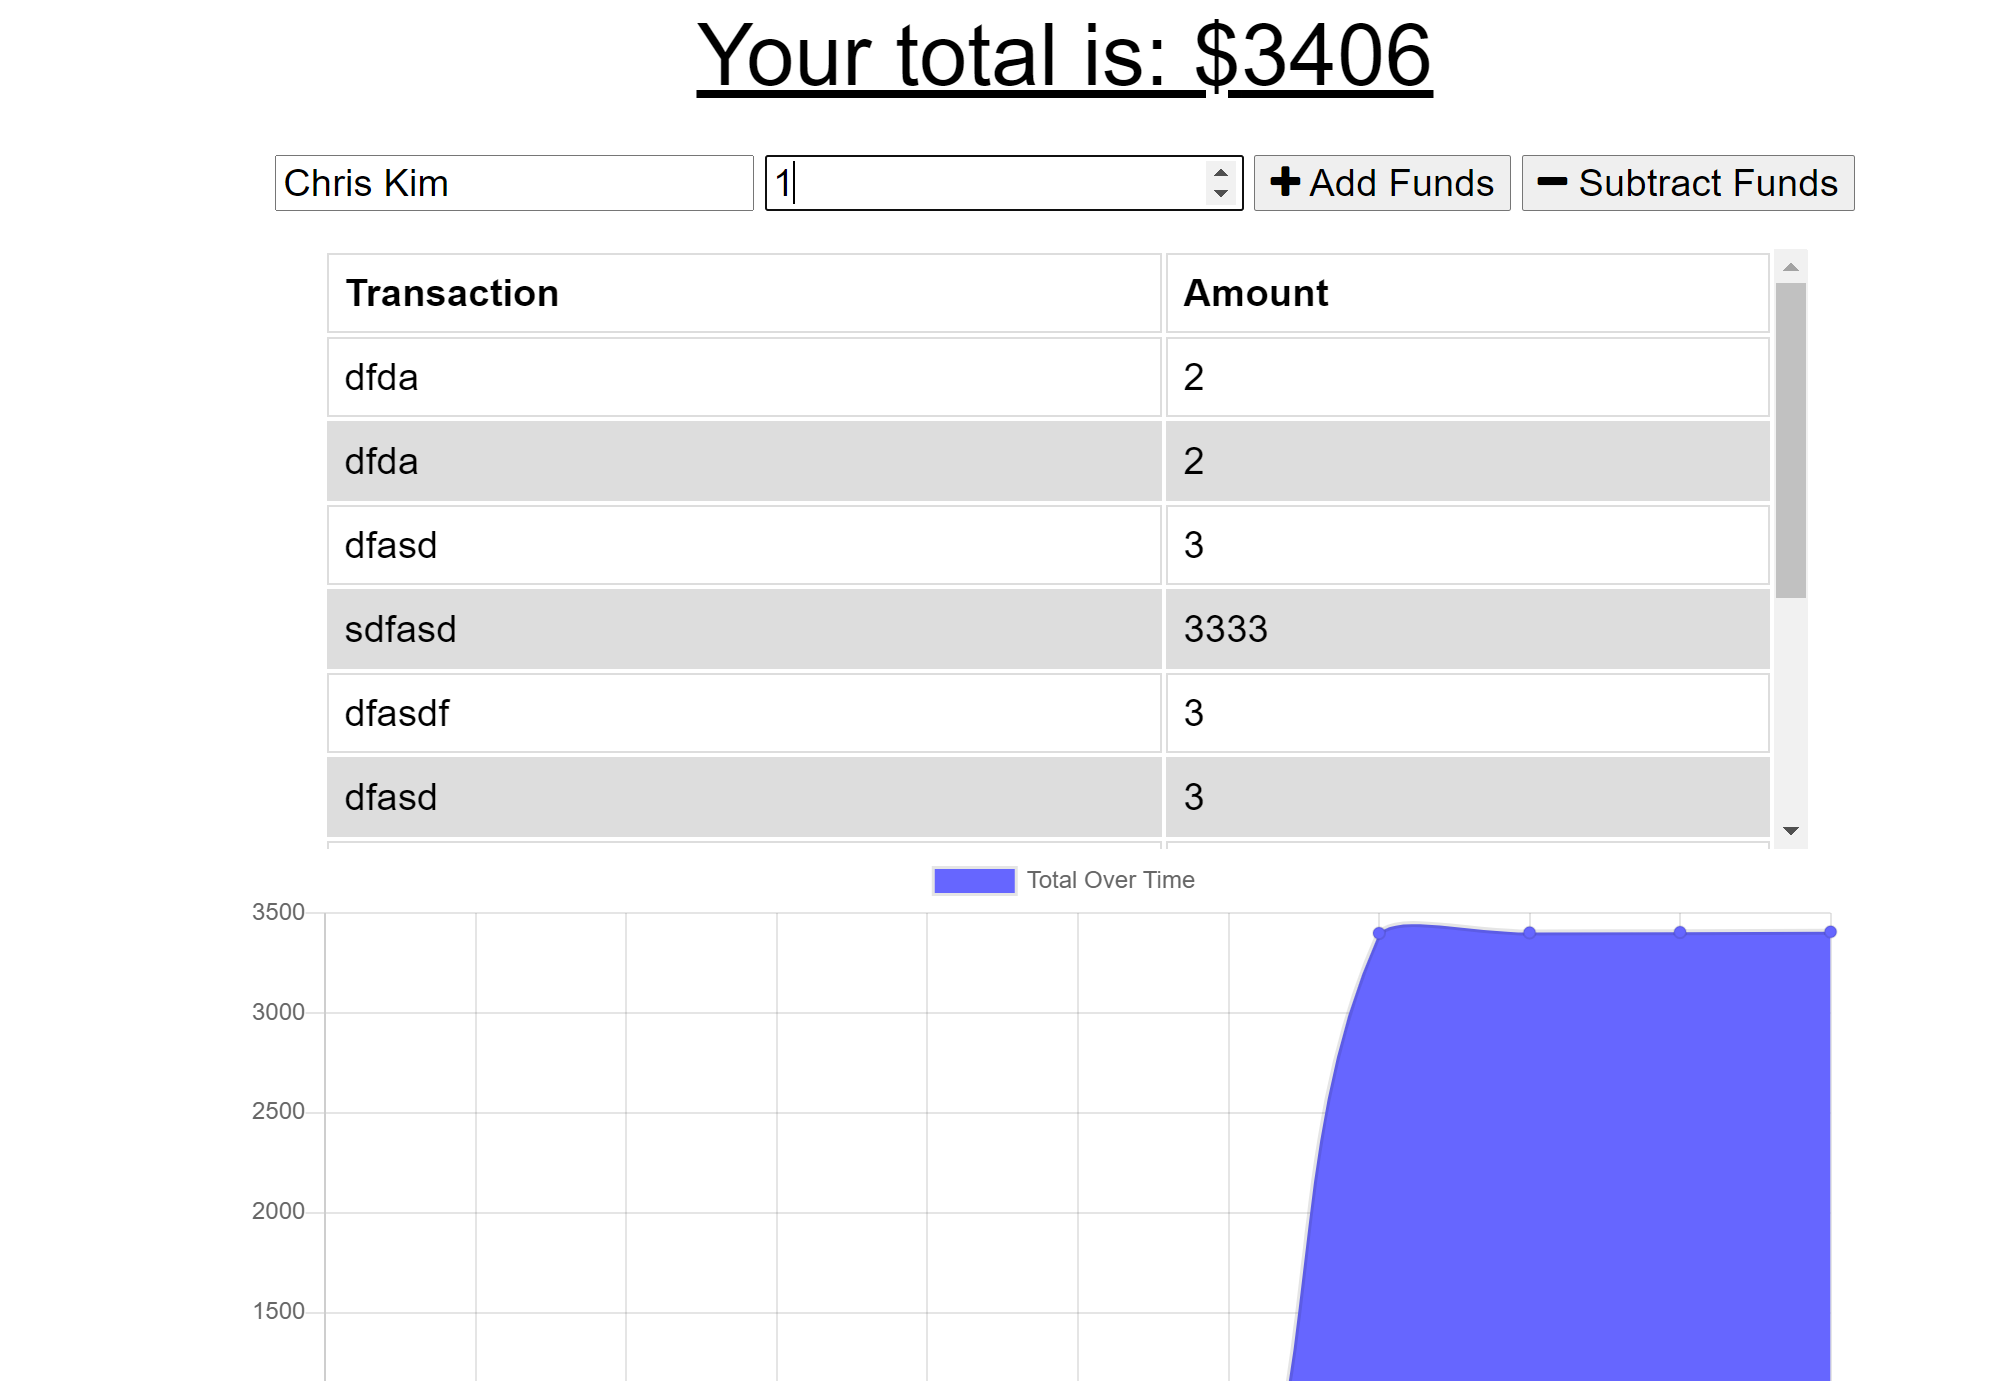 Your total is: $3406
Chris Kim 1 Add Funds Subtract Funds
Transaction Amount
dfda 2
dfda 2
dfasd 3
sdfasd 3333
dfasdf 3
dfasd 3
Total Over Time
3500
3000
2500
2000
1500